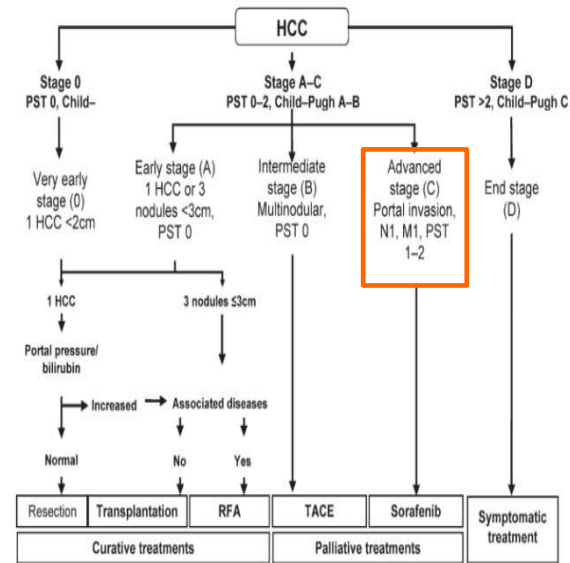 HCC
Stage 0
PST 0, Child–
Stage A–C
PST 0–2, Child–Pugh A–B
Stage D
PST >2, Child–Pugh C
Very early
stage (0)
1 HCC <2cm
Early stage (A)
1 HCC or 3
nodules <3cm,
PST 0
Intermediate
stage (B)
Multinodular,
PST 0
Advanced
stage (C)
Portal invasion,
N1, M1, PST
1–2
End stage
(D)
1 HCC
3 nodules ≤3cm
Portal pressure/
bilirubin
Increased
Associated diseases
Normal
No
Yes
Resection
Transplantation
RFA
TACE
Sorafenib
Symptomatic
treatment
Curative treatments
Palliative treatments